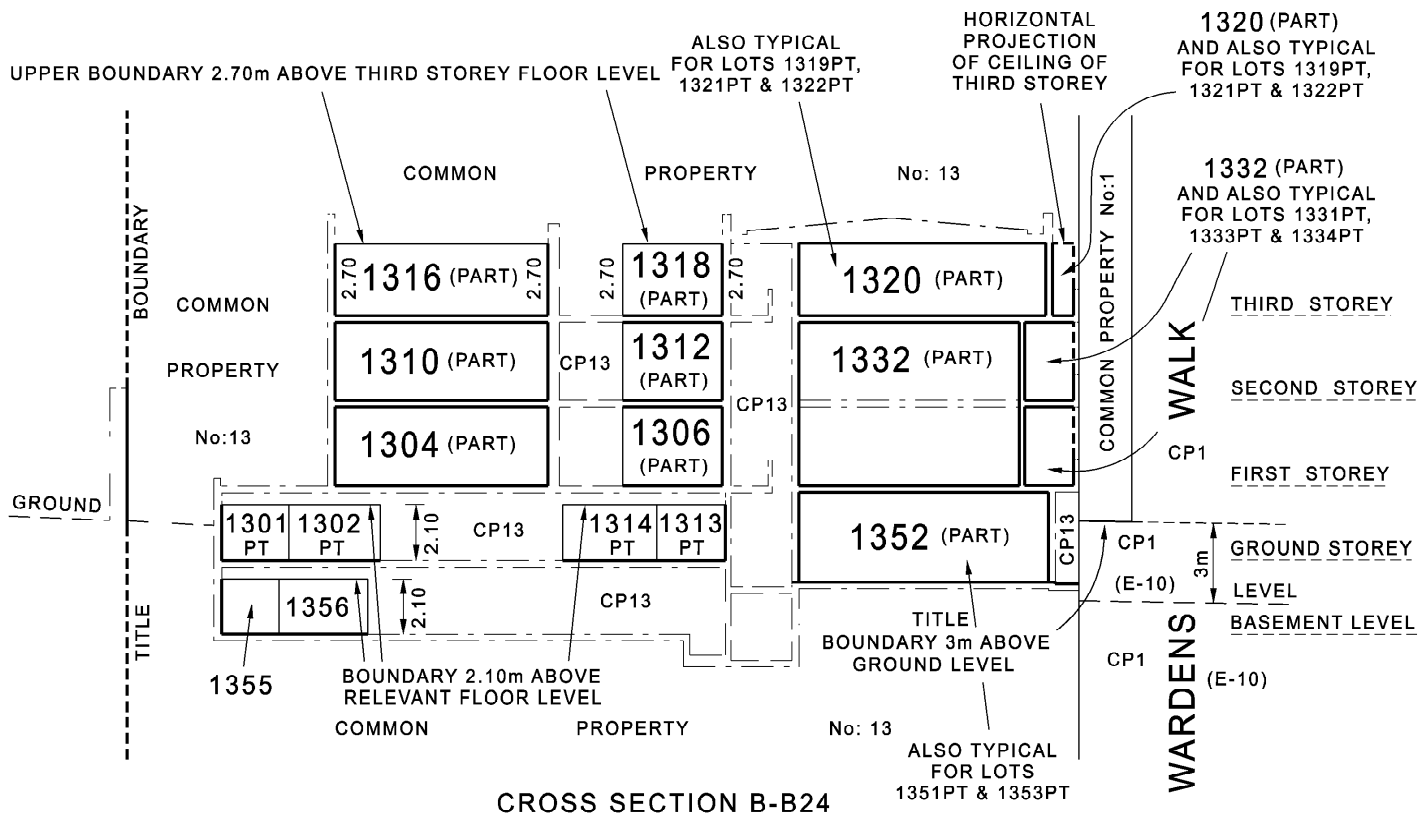 UPPER BOUNDARY 2.70m ABOVE THIRD STOREY FLOOR LEVEL
ALSO TYPICAL
FOR LOTS 1319PT,
1321PT & 1322PT
HORIZONTAL
PROJECTION
OF CEILING OF
THIRD STOREY
1320 (PART)
AND ALSO TYPICAL
FOR LOTS 1319PT,
1321PT & 1322PT
COMMON PROPERTY No: 13
1332 (PART)
AND ALSO TYPICAL
FOR LOTS 1331PT,
1333PT & 1334PT
BOUNDARY
COMMON
PROPERTY
No:13
2.70
1316 (PART)
2.70
2.70
1318
(PART)
2.70
1320 (PART)
COMMON PROPERTY No:1
THIRD STOREY
1310 (PART)
CP13
1312
(PART)
CP13
1332 (PART)
WALK
SECOND STOREY
1304 (PART)
1306
(PART)
CP1
FIRST STOREY
GROUND
1301
PT
1302
PT
2.10
CP13
1314
PT
1313
PT
1352 (PART)
CP13
CP1
(E-10)
3m
GROUND STOREY
LEVEL
BASEMENT LEVEL
TITLE
1355
1356
2.10
CP13
TITLE
BOUNDARY 3m ABOVE
GROUND LEVEL
CP1
(E-10)
WARDENS
BOUNDARY 2.10m ABOVE
RELEVANT FLOOR LEVEL
COMMON PROPERTY No: 13
ALSO TYPICAL
FOR LOTS
1351PT & 1353PT
CROSS SECTION B-B24